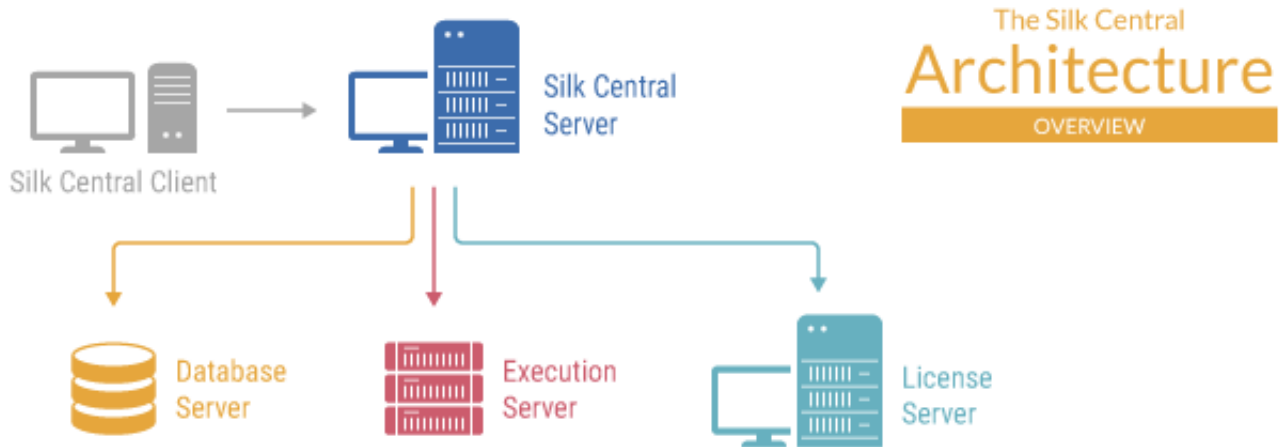 The Silk Central
Architecture
OVERVIEW
Silk Central
Server
Silk Central Client
Database
Server
Execution
Server
License
Server